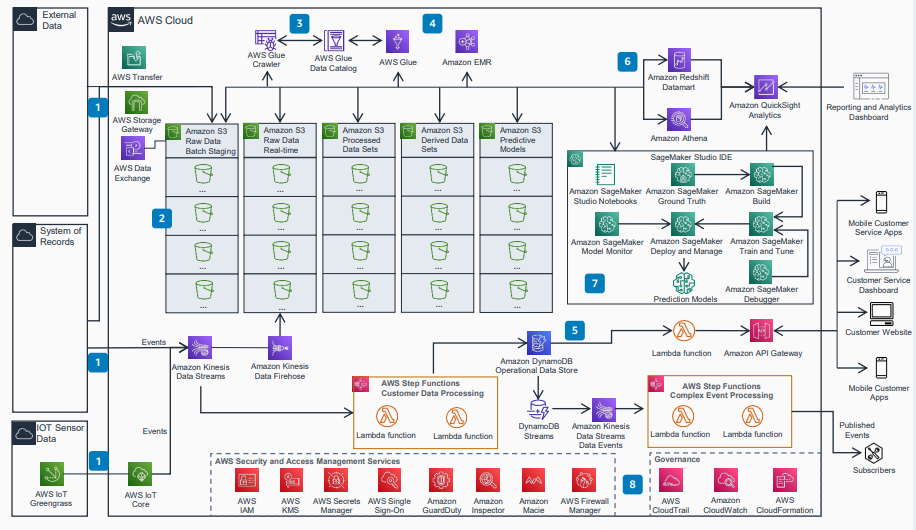 External
Data
AWS Cloud
3
4
AWS Glue
Crawler
AWS Glue
Data Catalog
AWS Glue
Amazon EMR
6
Amazon Redshift
Datamart
Amazon Athena
Amazon QuickSight
Analytics
Reporting and Analytics
Dashboard
AWS Transfer
1
AWS Storage
Gateway
AWS Data
Exchange
Amazon S3
Raw Data
Batch Staging
Amazon S3
Raw Data
Real-time
Amazon S3
Processed
Data Sets
Amazon S3
Derived Data
Sets
Amazon S3
Predictive
Models
... ... ... ... ...
... ... ... ... ...
... ... ... ... ...
... ... ... ... ...
2
SageMaker Studio IDE
Amazon SageMaker
Studio Notebooks
Amazon SageMaker
Ground Truth
Amazon SageMaker
Build
Amazon SageMaker
Model Monitor
Amazon SageMaker
Deploy and Manage
Amazon SageMaker
Train and Tune
7
Prediction Models
Amazon SageMaker
Debugger
Mobile Customer
Service Apps
Customer Service
Dashboard
Customer Website
Mobile Customer
Apps
System of
Records
1
Events
Amazon Kinesis
Data Streams
Amazon Kinesis
Data Firehose
5
Amazon DynamoDB
Operational Data Store
Lambda function
Amazon API Gateway
AWS Step Functions
Customer Data Processing
Lambda function
Lambda function
DynamoDB
Streams
Amazon Kinesis
Data Streams
Data Events
AWS Step Functions
Complex Event Processing
Lambda function
Lambda function
Published
Events
Subscribers
IOT Sensor
Data
AWS IoT
Greengrass
1
Events
AWS IoT
Core
AWS Security and Access Management Services
AWS
IAM
AWS
KMS
AWS Secrets
Manager
AWS Single
Sign-On
Amazon
GuardDuty
Amazon
Inspector
Amazon
Macie
AWS Firewall
Manager
8
Governance
AWS
CloudTrail
Amazon
CloudWatch
AWS
CloudFormation